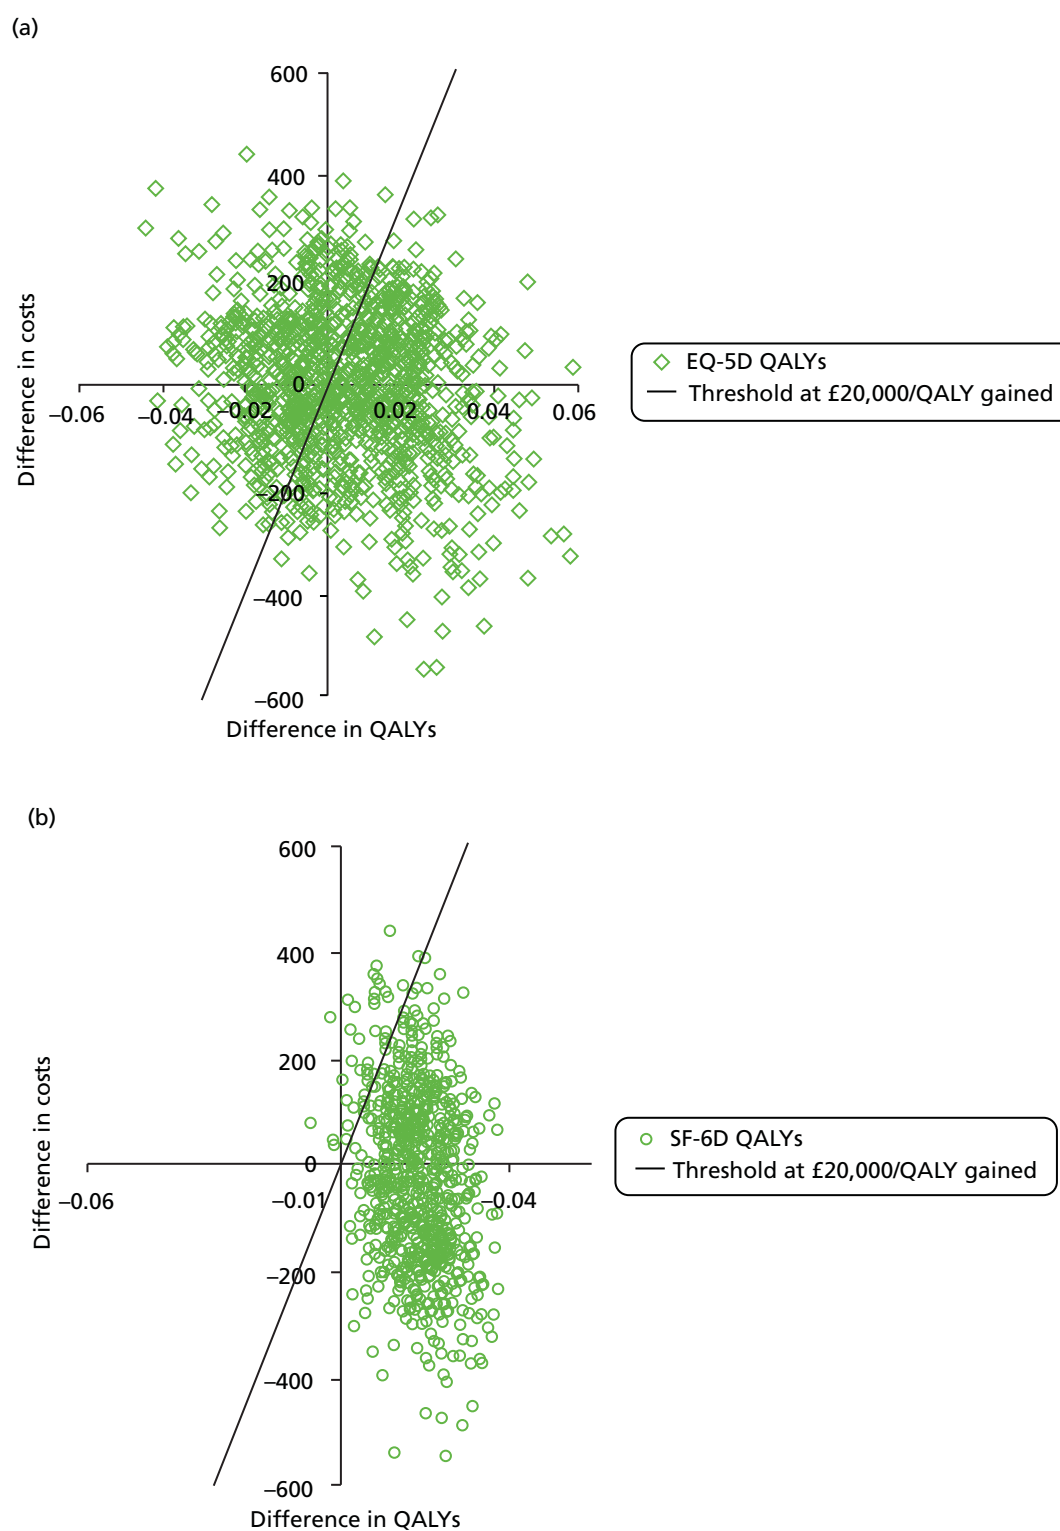 (a)
600
400
200
0
–200
–400
–600
–0.06
–0.04
–0.02
0.02
0.04
0.06
Difference in costs
Difference in QALYs
EQ-5D QALYs
Threshold at £20,000/QALY gained
(b)
600
400
200
0
–200
–400
–600
–0.06
–0.01
–0.04
Difference in costs
Difference in QALYs
SF-6D QALYs
Threshold at £20,000/QALY gained